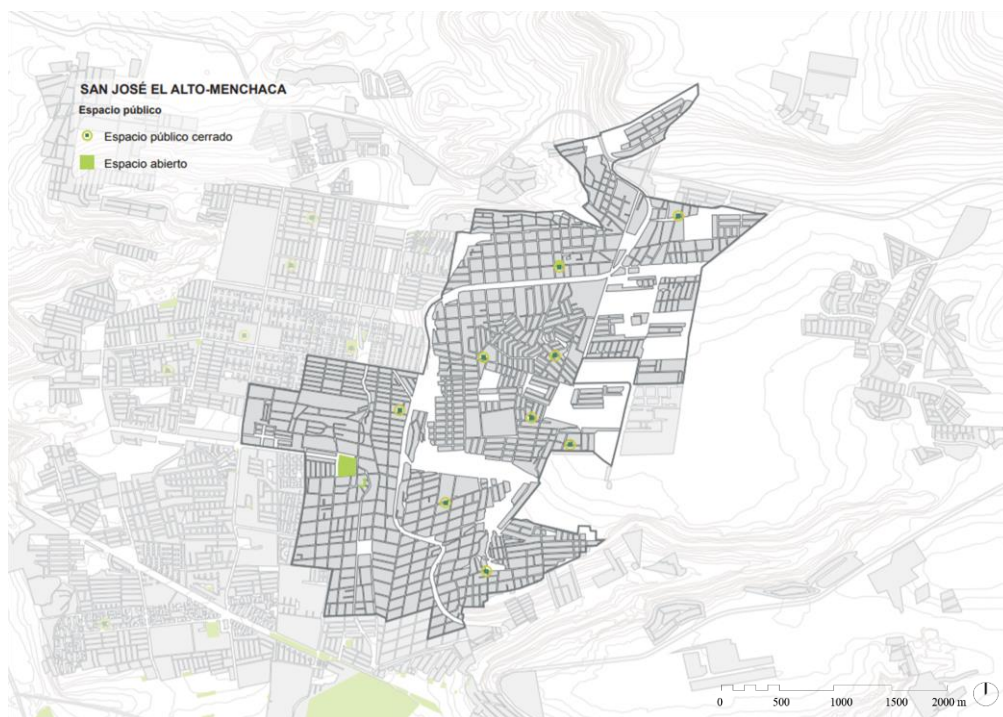 SAN JOSÉ EL ALTO-MENCHACA
Espacio público
Espacio público cerrado
Espacio abierto
0 500 1000 1500 2000 m